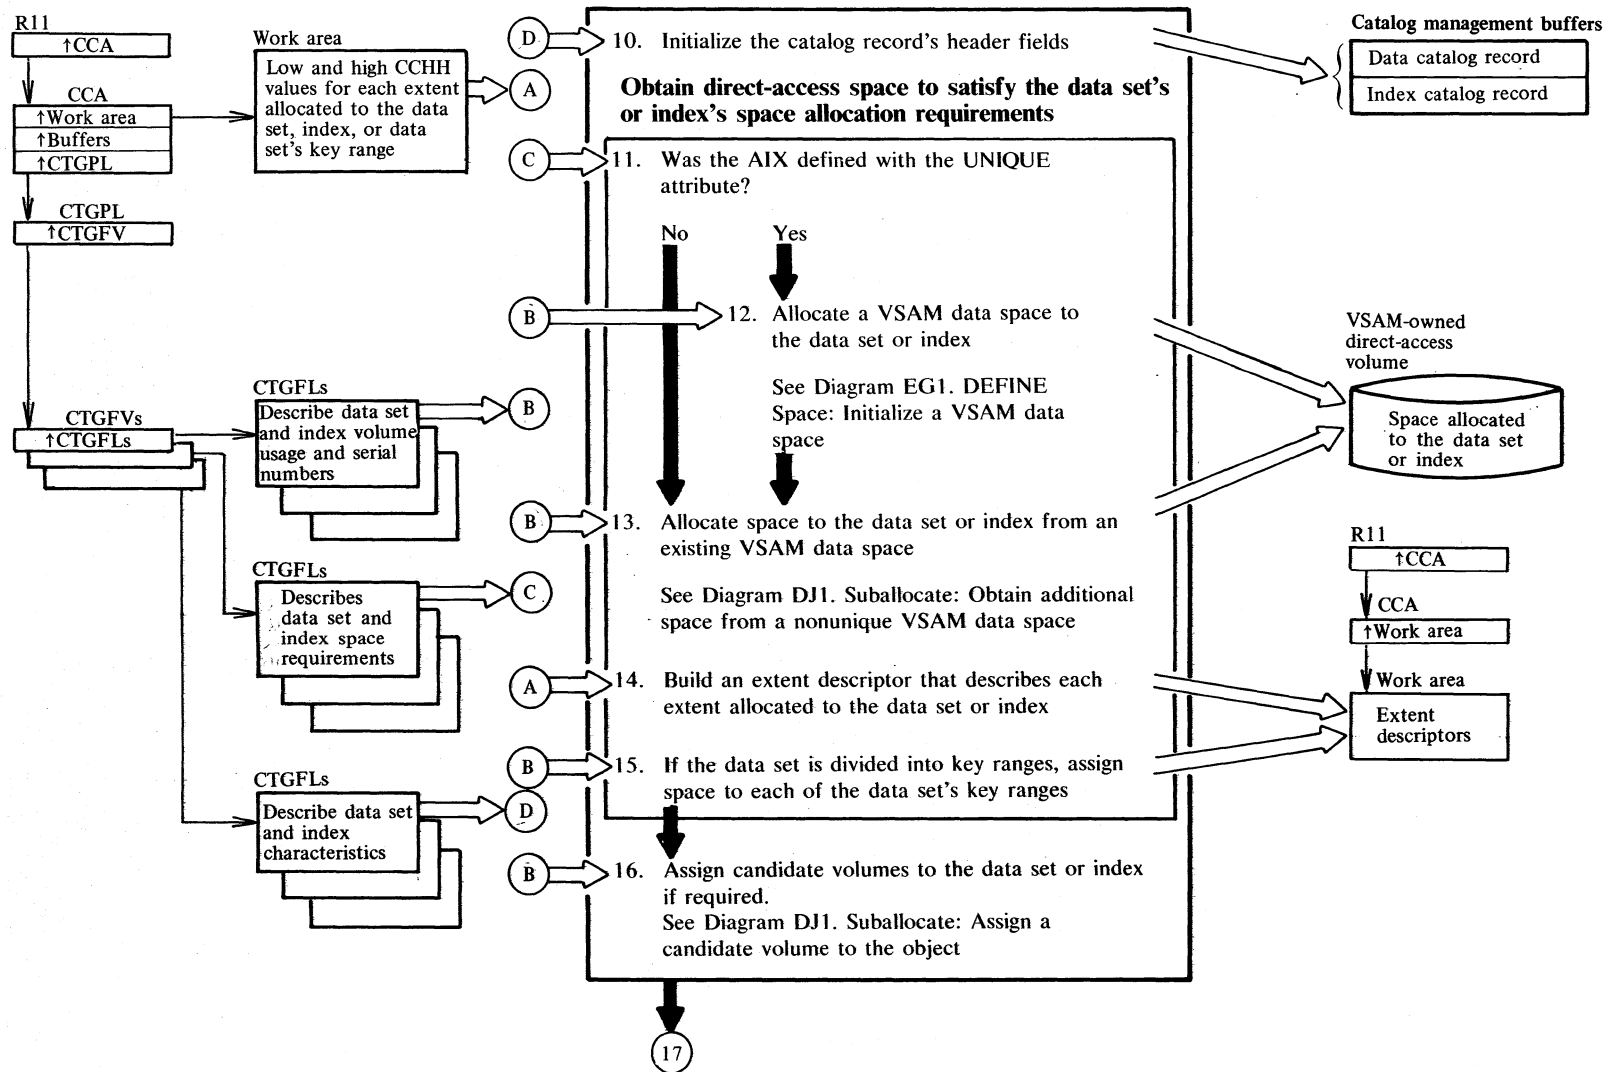 R11
↑CCA
CCA
↑Work area
↑Buffers
↑CTGPL
CTGPL
↑CTGFV
CTGFVs
↑CTGFLs
Work area
Low and high CCHH
values for each extent
allocated to the data
set, index, or data
set's key range
A
CTGFLs
Describe data set
and index volume
usage and serial
numbers
B
CTGFLs
Describes
data set and
index space
requirements
C
CTGFLs
Describe data set
and index
characteristics
D
D
10. Initialize the catalog record's header fields
Obtain direct-access space to satisfy the data set's
or index's space allocation requirements
C
11. Was the AIX defined with the UNIQUE
attribute?
No Yes
B
12. Allocate a VSAM data space to
the data set or index
See Diagram EG1. DEFINE
Space: Initialize a VSAM data
space
B
13. Allocate space to the data set or index from an
existing VSAM data space
See Diagram DJ1. Suballocate: Obtain additional
space from a nonunique VSAM data space
A
14. Build an extent descriptor that describes each
extent allocated to the data set or index
B
15. If the data set is divided into key ranges, assign
space to each of the data set's key ranges
B
16. Assign candidate volumes to the data set or index
if required.
See Diagram DJ1. Suballocate: Assign a
candidate volume to the object
17
Catalog management buffers
Data catalog record
Index catalog record
VSAM-owned
direct-access
volume
Space allocated
to the data set
or index
R11
↑CCA
CCA
↑Work area
Work area
Extent
descriptors